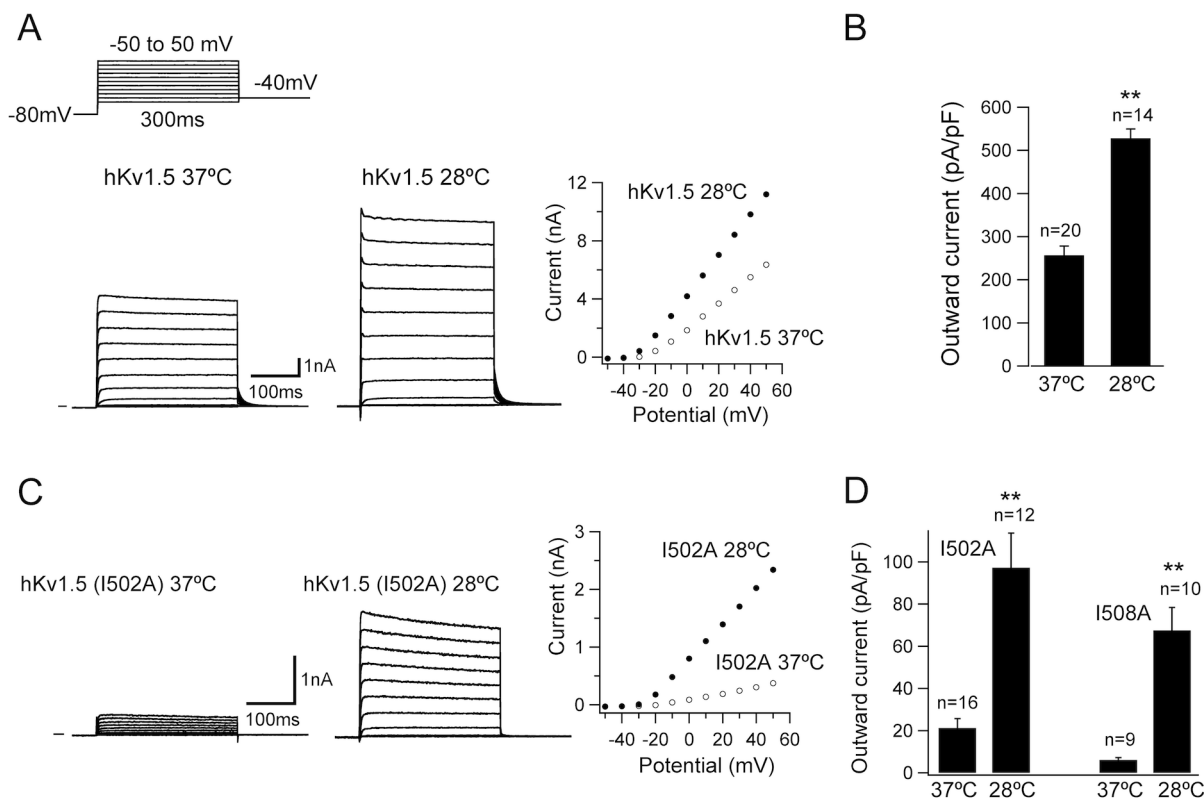 A
-50 to 50 mV
-40mV
-80mV
300ms
hKv1.5 37ºC
hKv1.5 28ºC
1nA
100ms
Current (nA)
12
8
4
0
hKv1.5 28ºC
hKv1.5 37ºC
-40 -20 0 20 40 60
Potential (mV)
B
Outward current (pA/pF)
600
500
400
300
200
100
0
n=20
**
n=14
37ºC 28ºC
C
hKv1.5 (I502A) 37ºC
hKv1.5 (I502A) 28ºC
1nA
100ms
Current (nA)
3
2
1
0
I502A 28ºC
I502A 37ºC
-40 -20 0 20 40 60
Potential (mV)
D
Outward current (pA/pF)
100
80
60
40
20
0
I502A
n=16
**
n=12
I508A
n=9
**
n=10
37ºC 28ºC 37ºC 28ºC